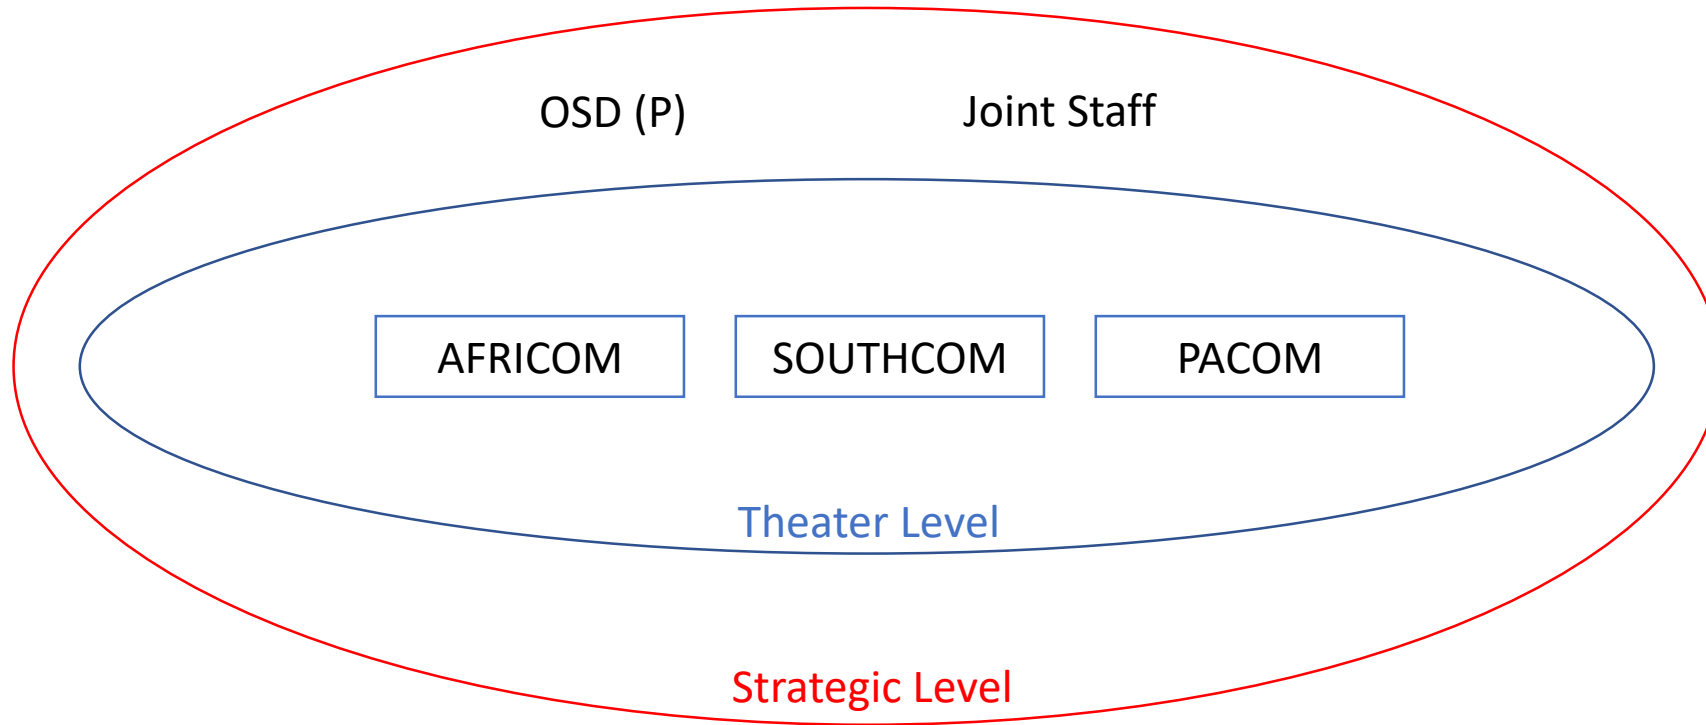 OSD (P)
Joint Staff
AFRICOM
SOUTHCOM
PACOM
Theater Level
Strategic Level